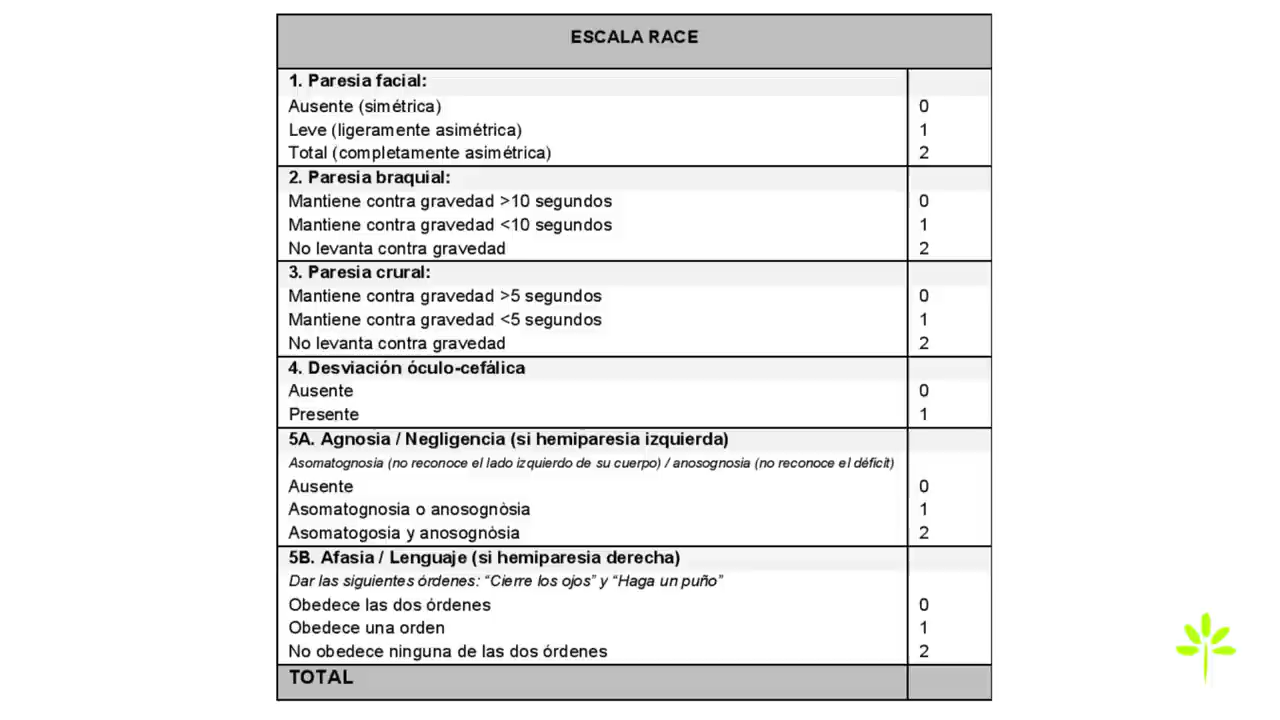 ESCALA RACE
1. Paresia facial:
Ausente (simétrica) 0
Leve (ligeramente asimétrica) 1
Total (completamente asimétrica) 2
2. Paresia braquial:
Mantiene contra gravedad >10 segundos 0
Mantiene contra gravedad <10 segundos 1
No levanta contra gravedad 2
3. Paresia crural:
Mantiene contra gravedad >5 segundos 0
Mantiene contra gravedad <5 segundos 1
No levanta contra gravedad 2
4. Desviación óculo-cefálica
Ausente 0
Presente 1
5A. Agnosia / Negligencia (si hemiparesia izquierda)
Asomatognosia (no reconoce el lado izquierdo de su cuerpo) / anosognosia (no reconoce el déficit)
Ausente 0
Asomatognosia o anosognòsia 1
Asomatogosia y anosognòsia 2
5B. Afasia / Lenguaje (si hemiparesia derecha)
Dar las siguientes órdenes: “Cierre los ojos” y “Haga un puño”
Obedece las dos órdenes 0
Obedece una orden 1
No obedece ninguna de las dos órdenes 2
TOTAL